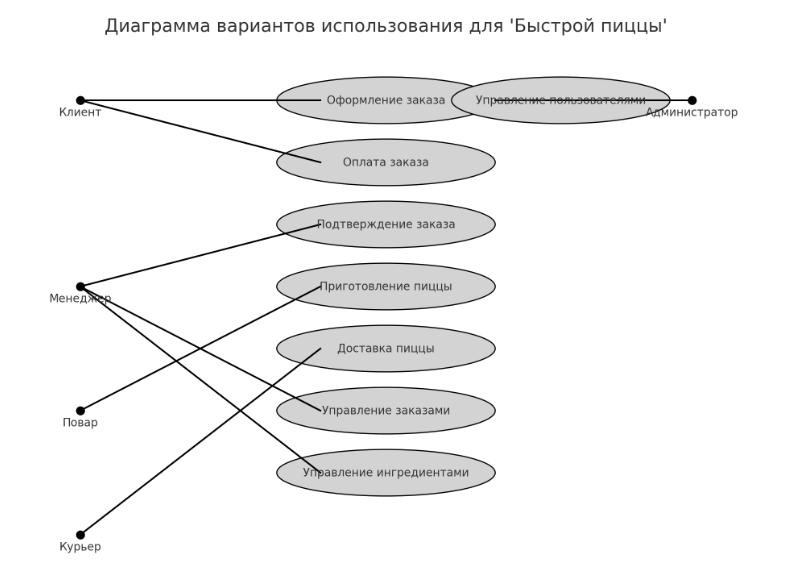 Диаграмма вариантов использования для 'Быстрой пиццы'
Клиент
Оформление заказа
Управление пользователями
Администратор
Оплата заказа
Подтверждение заказа
Менеджер
Приготовление пиццы
Доставка пиццы
Управление заказами
Повар
Управление ингредиентами
Курьер